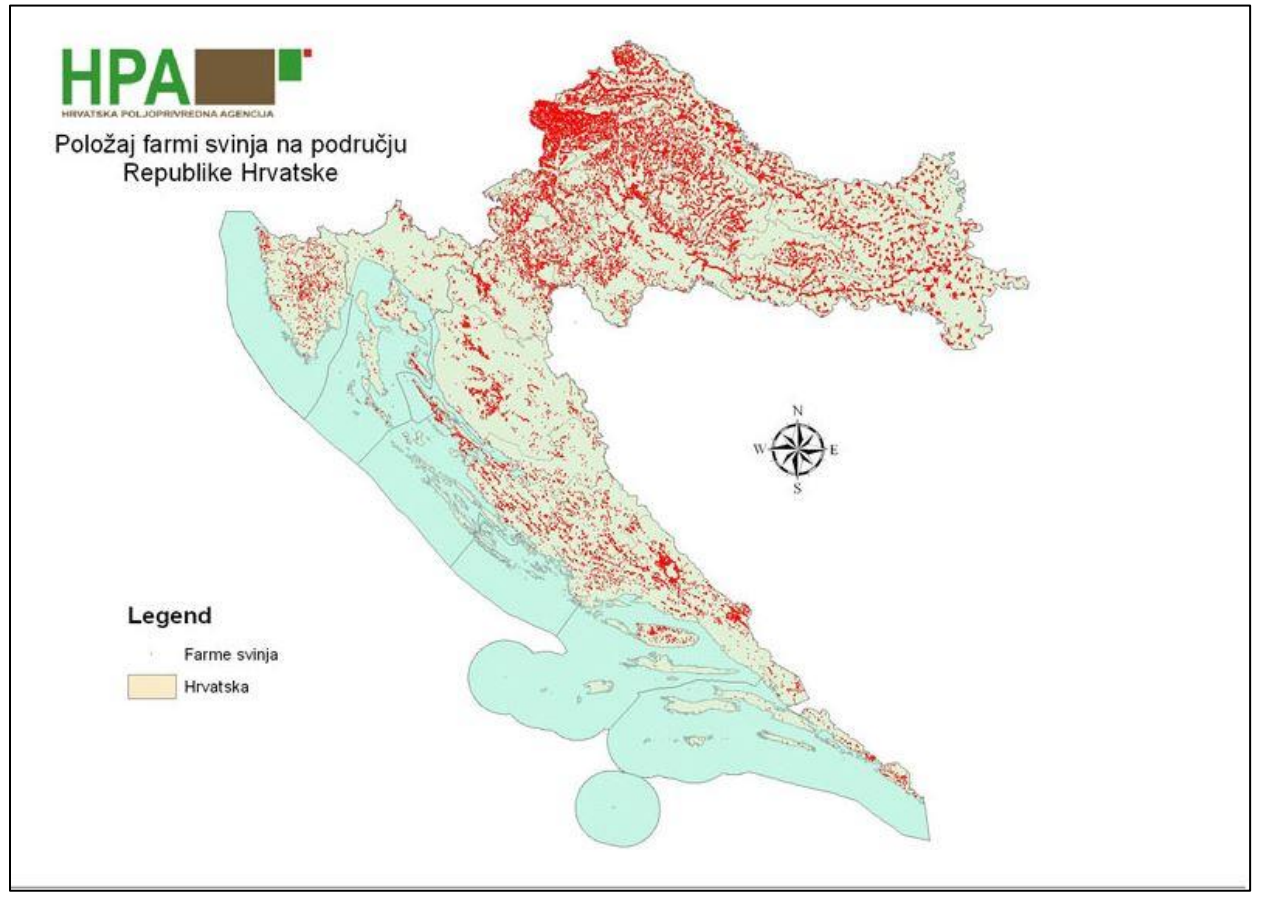 HPA
HRVATSKA POLJOPRIVREDNA AGENCIJA
Položaj farmi svinja na području
Republike Hrvatske
N
W E
S
Legend
Farme svinja
Hrvatska